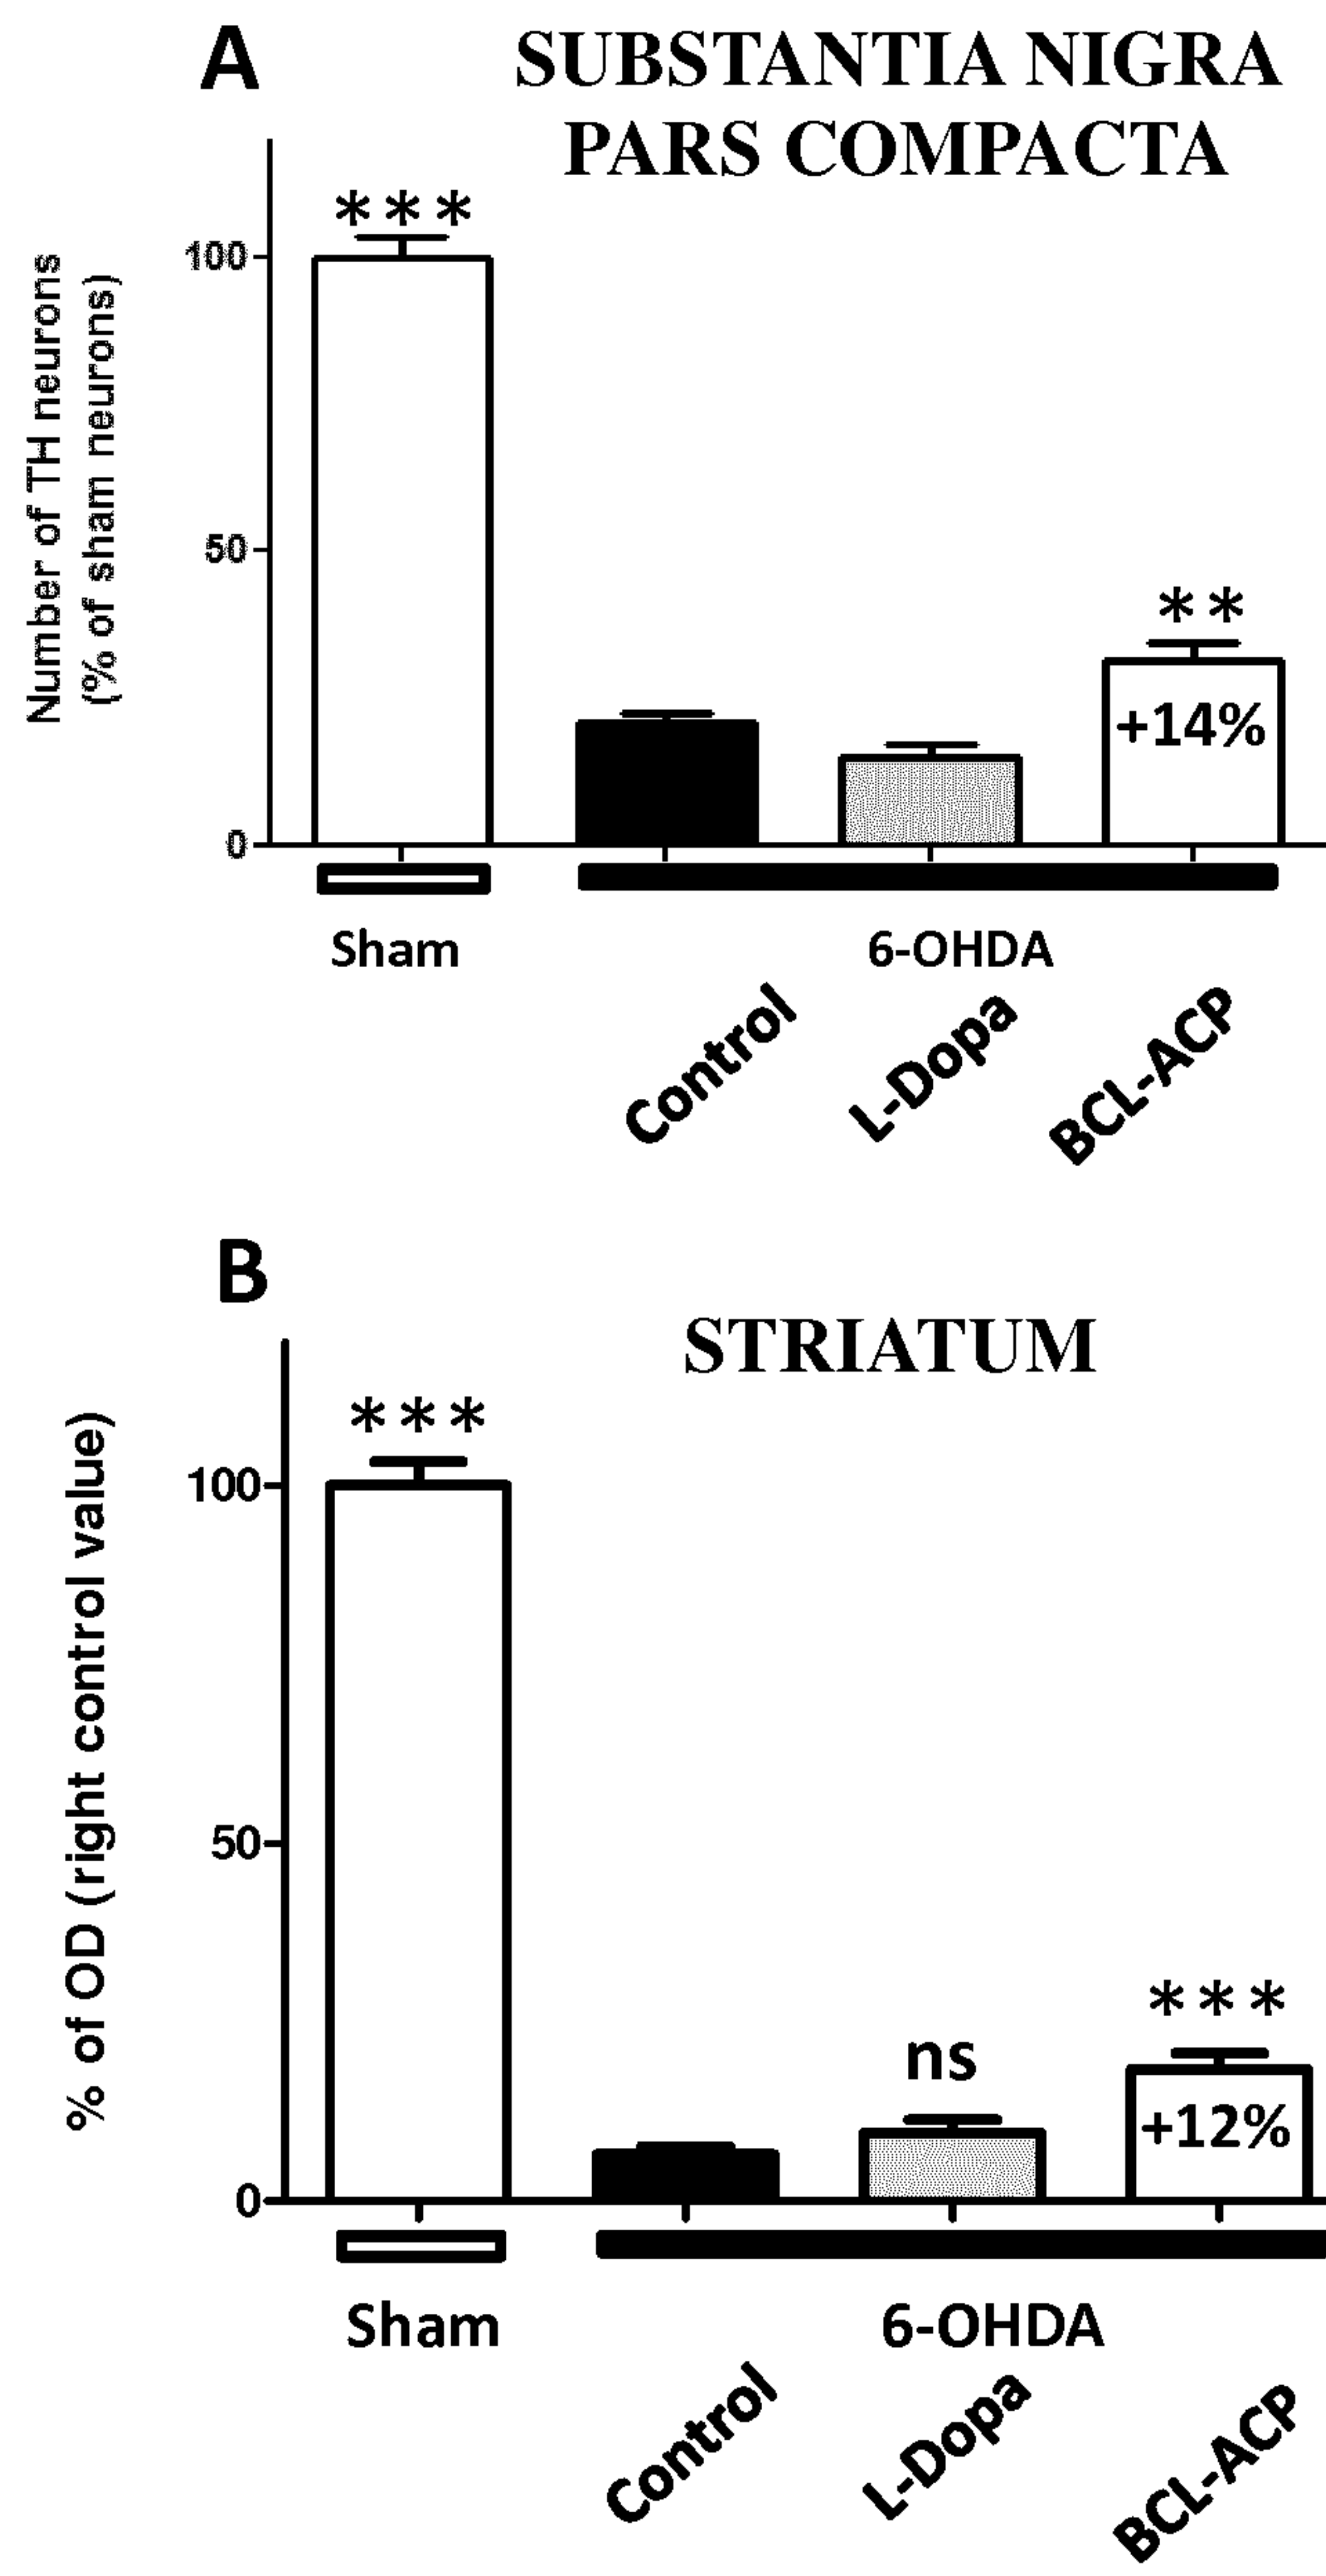 A
SUBSTANTIA NIGRA
PARS COMPACTA
Number of TH neurons
(% of sham neurons)
***
100
50
**
+14%
0
Sham
6-OHDA
Control
L-Dopa
BCL-ACP
B
STRIATUM
% of OD (right control value)
***
100
50
***
ns
+12%
0
Sham
6-OHDA
Control
L-Dopa
BCL-ACP